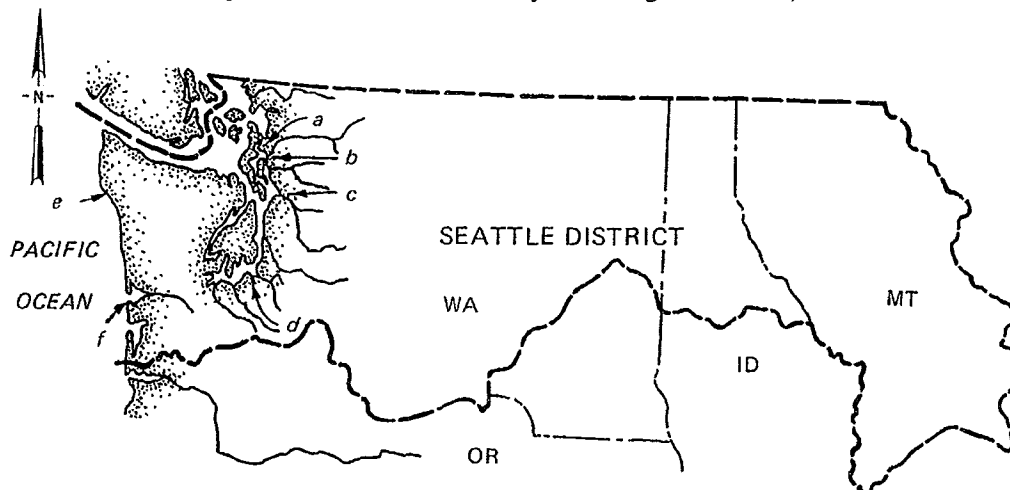 N
a
b
c
e
PACIFIC
OCEAN
SEATTLE DISTRICT
WA
MT
f
d
ID
OR